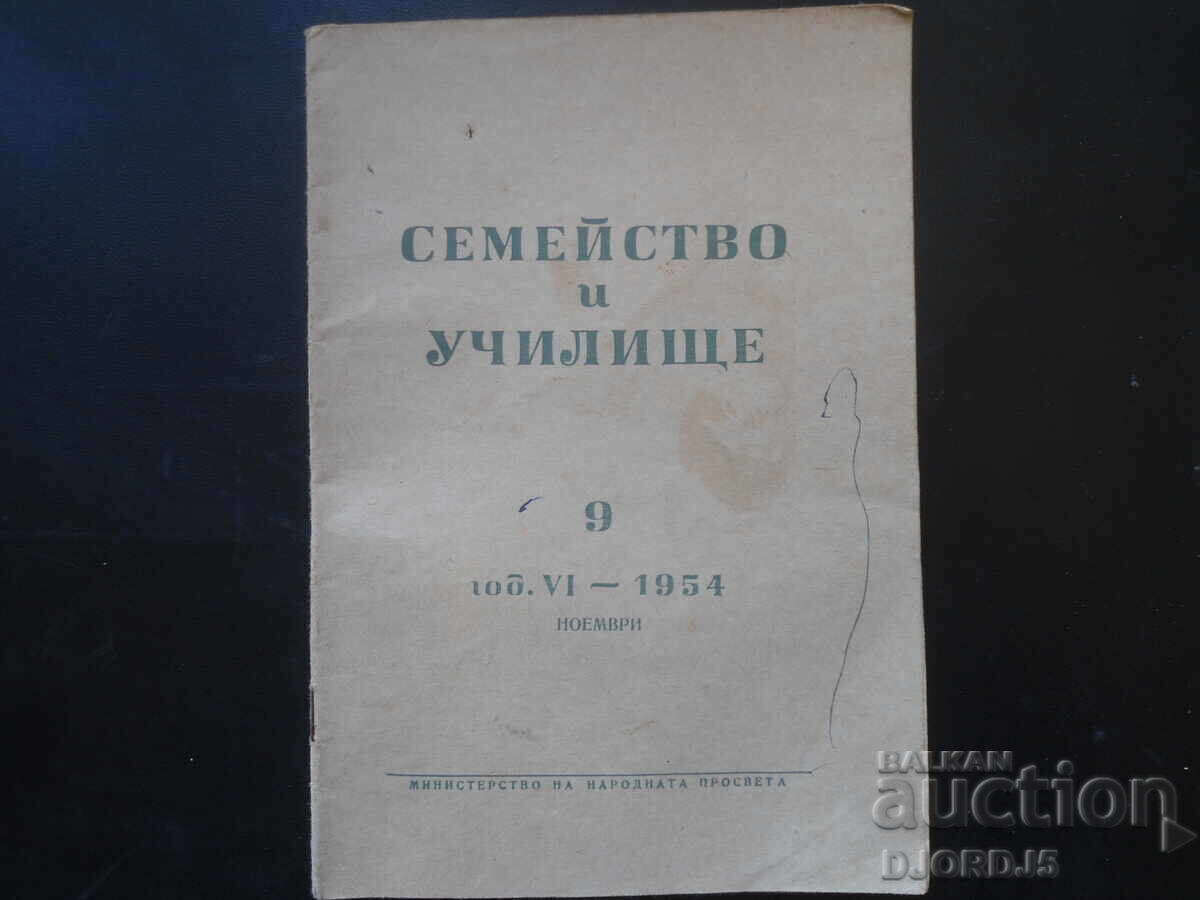 СЕМЕЙСТВО
и
УЧИЛИЩЕ
9
год. VI — 1954
НОЕМВРИ
МИНИСТЕРСТВО НА НАРОДНАТА ПРОСВЕТА
BALKAN
auction
DJORDJ5